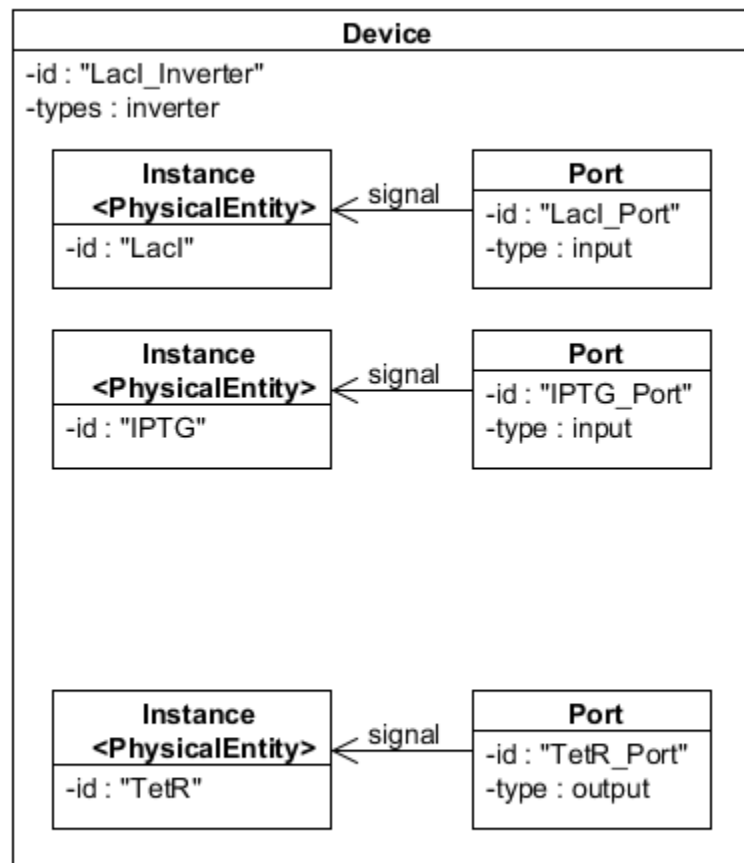 Device
-id : "LacI_Inverter"
-types : inverter
Instance
<PhysicalEntity>
-id : "LacI"
signal
Port
-id : "LacI_Port"
-type : input
Instance
<PhysicalEntity>
-id : "IPTG"
signal
Port
-id : "IPTG_Port"
-type : input
Instance
<PhysicalEntity>
-id : "TetR"
signal
Port
-id : "TetR_Port"
-type : output